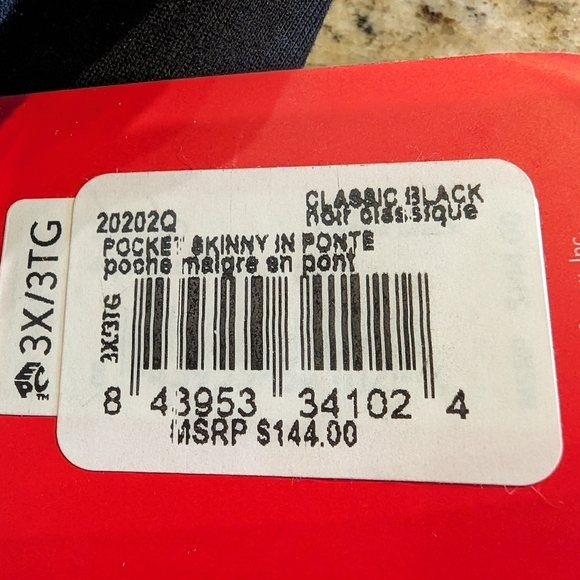 3X/3TG
20202Q
CLASSIC BLACK
noir classique
POCKET SKINNY IN PONTE
poche maigre en pont
3X/3TG
8 43953 34102 4
MSRP $144.00